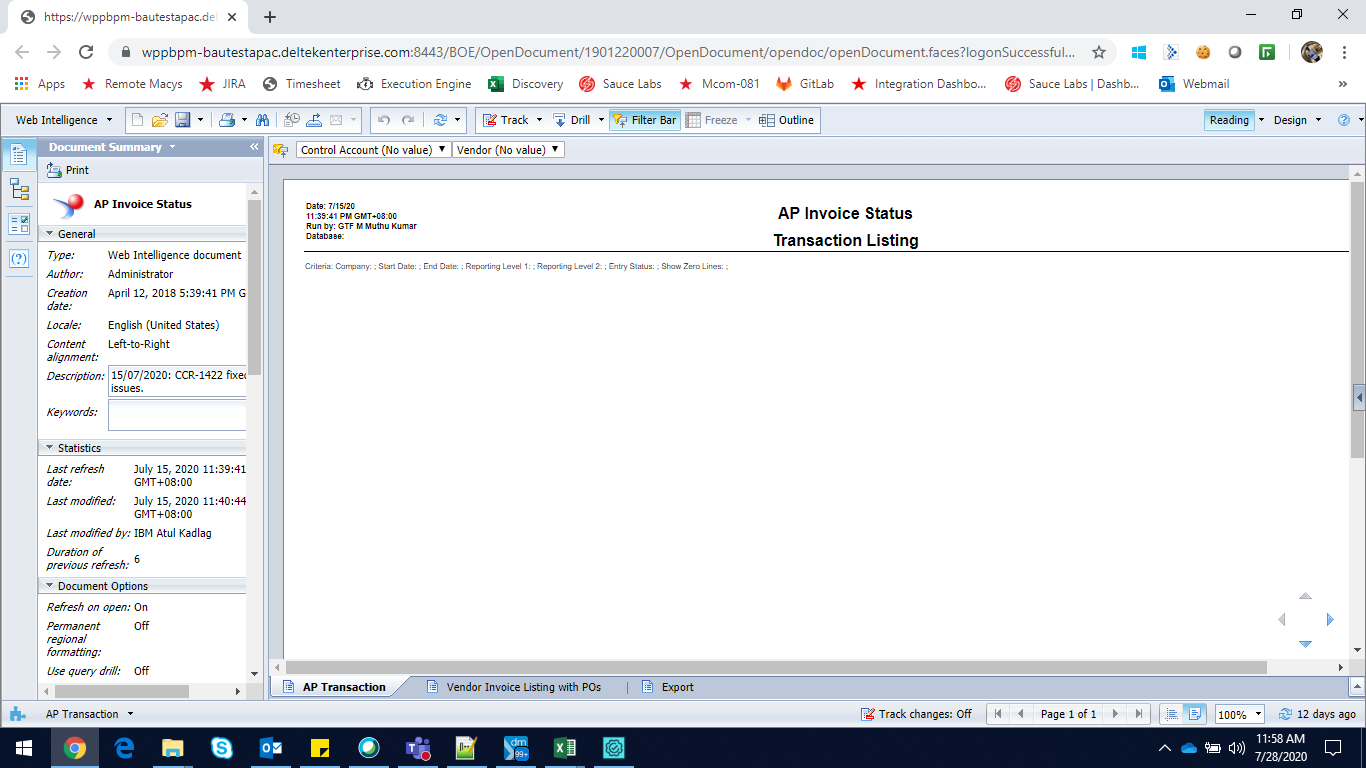 https://wppbpm-bautestapac.del
wppbpm-bautestapac.deltekenterprise.com:8443/BOE/OpenDocument/1901220007/OpenDocument/opendoc/openDocument.faces?logonSuccessful...
Apps Remote Macys JIRA Timesheet Execution Engine Discovery Sauce Labs Mcom-081 GitLab Integration Dashbo... Sauce Labs | Dashb... Webmail »
Web Intelligence Track Drill Filter Bar Freeze Outline Reading Design
Document Summary «
Control Account (No value) Vendor (No value)
Print
AP Invoice Status
General
Type: Web Intelligence document
Author: Administrator
Creation date: April 12, 2018 5:39:41 PM G
Locale: English (United States)
Content alignment: Left-to-Right
Description: 15/07/2020: CCR-1422 fixed
issues.
Keywords:
Statistics
Last refresh date: July 15, 2020 11:39:41
GMT+08:00
Last modified: July 15, 2020 11:40:44
GMT+08:00
Last modified by: IBM Atul Kadlag
Duration of previous refresh: 6
Document Options
Refresh on open: On
Permanent regional formatting: Off
Use query drill: Off
Date: 7/15/20
11:39:41 PM GMT+08:00
Run by: GTF M Muthu Kumar
Database:
AP Invoice Status
Transaction Listing
Criteria: Company: ; Start Date: ; End Date: ; Reporting Level 1: ; Reporting Level 2: ; Entry Status: ; Show Zero Lines: ;
AP Transaction Vendor Invoice Listing with POs Export
AP Transaction Track changes: Off Page 1 of 1 100% 12 days ago
dm
99+
11:58 AM
7/28/2020